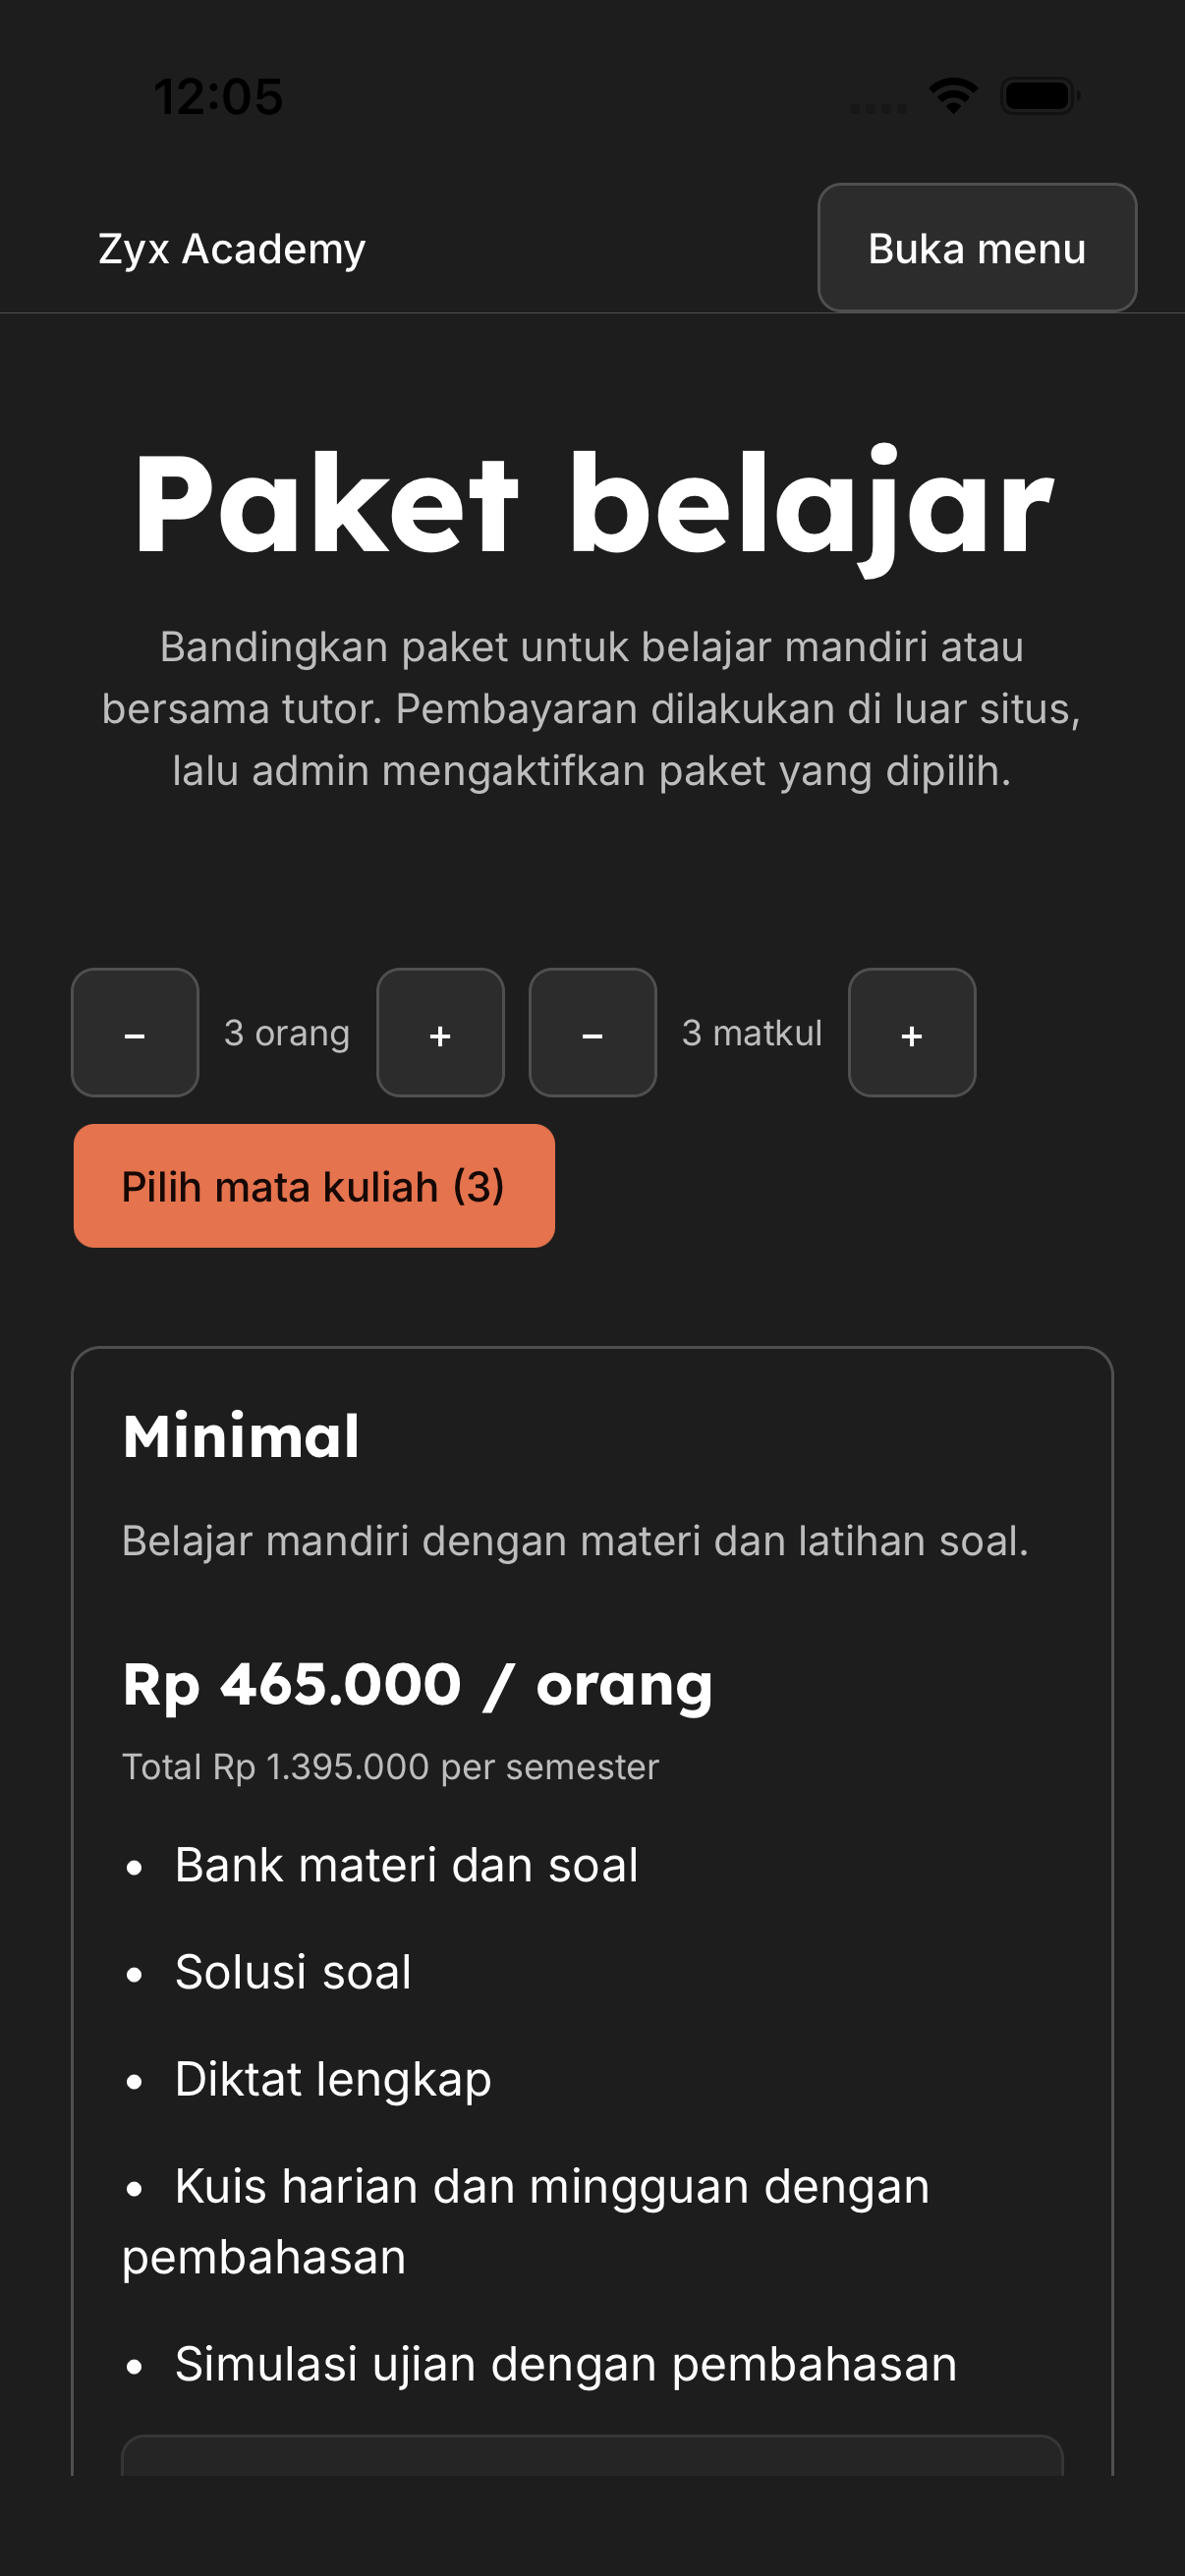 12:05
Zyx Academy
Buka menu
Paket belajar
Bandingkan paket untuk belajar mandiri atau
bersama tutor. Pembayaran dilakukan di luar situs,
lalu admin mengaktifkan paket yang dipilih.
− 3 orang + − 3 matkul +
Pilih mata kuliah (3)
Minimal
Belajar mandiri dengan materi dan latihan soal.
Rp 465.000 / orang
Total Rp 1.395.000 per semester
• Bank materi dan soal
• Solusi soal
• Diktat lengkap
• Kuis harian dan mingguan dengan
pembahasan
• Simulasi ujian dengan pembahasan